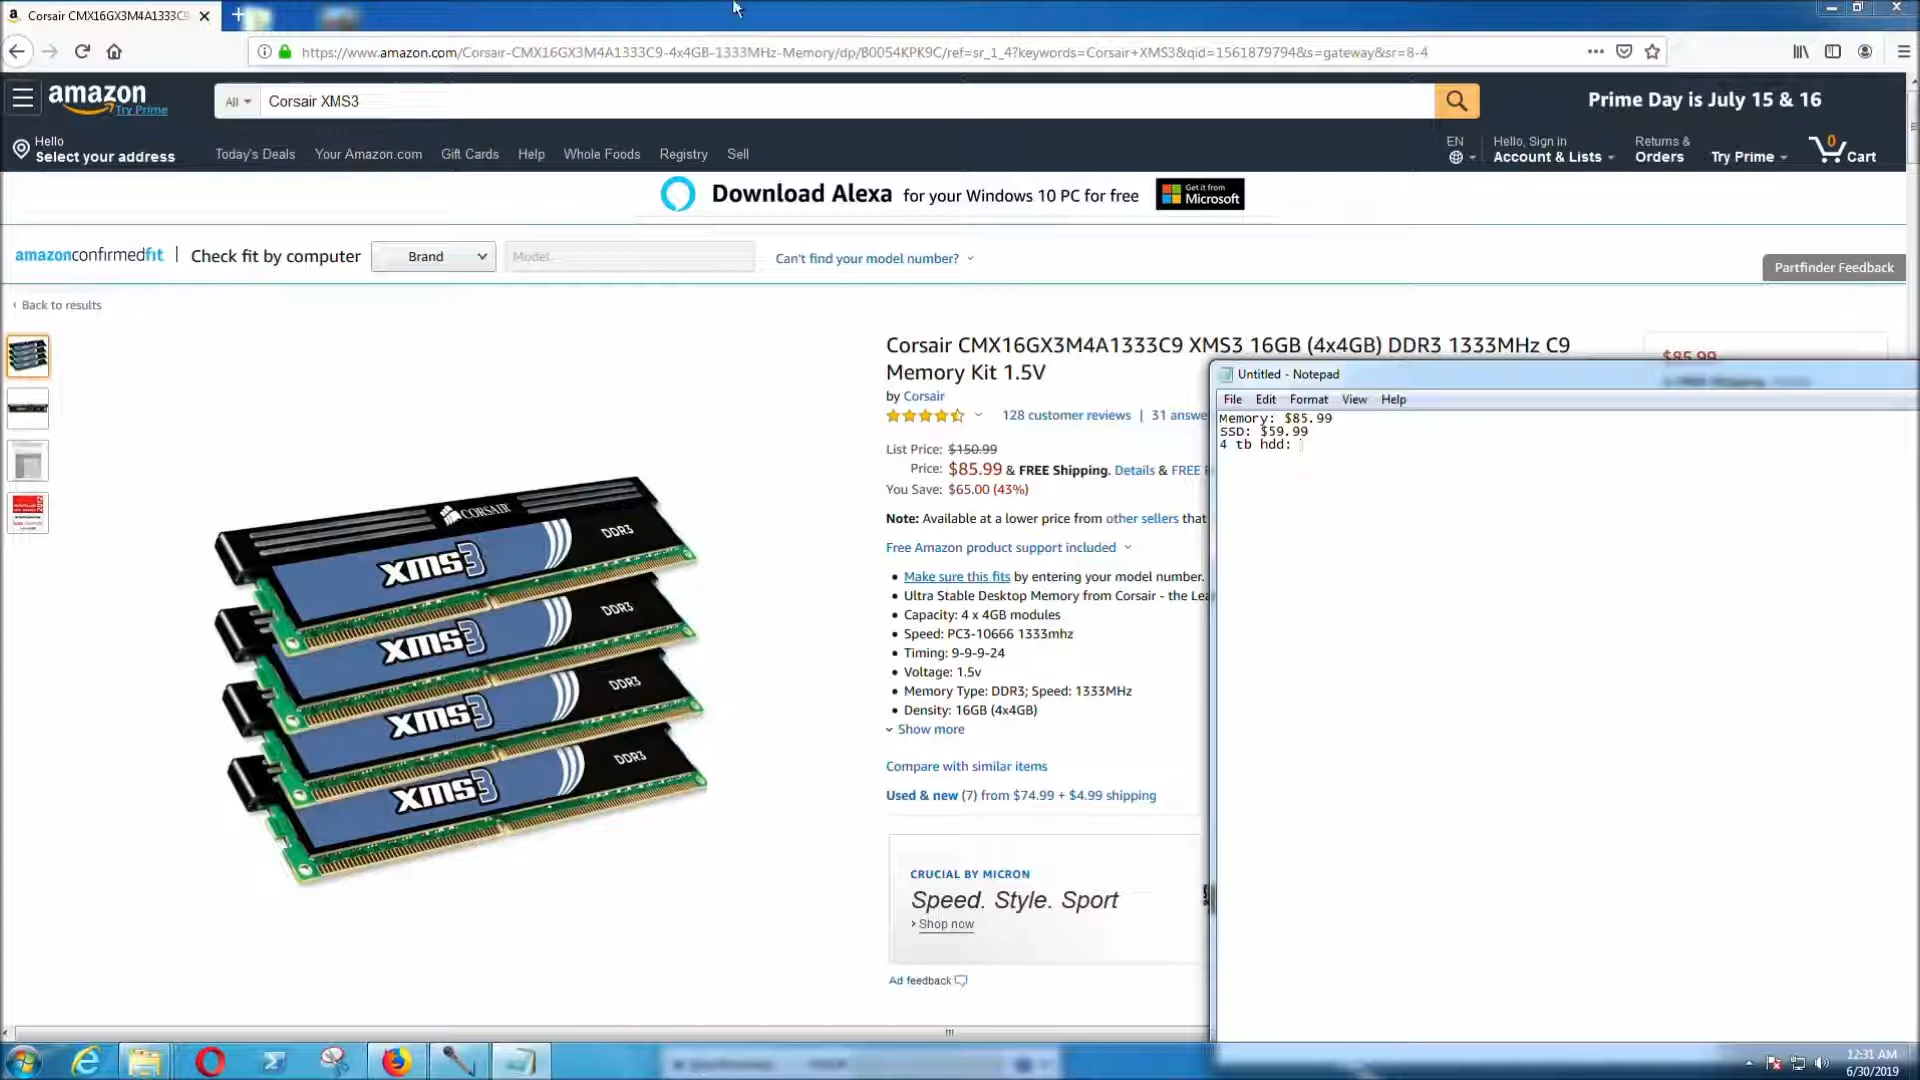 Corsair CMX16GX3M4A1333C9
https://www.amazon.com/Corsair-CMX16GX3M4A1333C9-4x4GB-1333MHz-Memory/dp/B0054KPK9C/ref=sr_1_4?keywords=Corsair+XMS3&qid=1561879794&s=gateway&sr=8-4
amazon
Try Prime
All
Corsair XMS3
Prime Day is July 15 & 16
Hello
Select your address
Today's Deals
Your Amazon.com
Gift Cards
Help
Whole Foods
Registry
Sell
EN
Hello, Sign in
Account & Lists
Returns &
Orders
Try Prime
0
Cart
Download Alexa for your Windows 10 PC for free
Get it from
Microsoft
amazonconfirmedfit | Check fit by computer
Brand
Model...
Can't find your model number?
Partfinder Feedback
‹ Back to results
Corsair CMX16GX3M4A1333C9 XMS3 16GB (4x4GB) DDR3 1333MHz C9
Memory Kit 1.5V
by Corsair
128 customer reviews | 31 answe
List Price: $150.99
Price: $85.99 & FREE Shipping. Details & FREE
You Save: $65.00 (43%)
Note: Available at a lower price from other sellers that
Free Amazon product support included
• Make sure this fits by entering your model number.
• Ultra Stable Desktop Memory from Corsair - the Lea
• Capacity: 4 x 4GB modules
• Speed: PC3-10666 1333mhz
• Timing: 9-9-9-24
• Voltage: 1.5v
• Memory Type: DDR3; Speed: 1333MHz
• Density: 16GB (4x4GB)
Show more
Compare with similar items
Used & new (7) from $74.99 + $4.99 shipping
CRUCIAL BY MICRON
Speed. Style. Sport
› Shop now
Ad feedback
$85.99
CORSAIR
XMS3
DDR3
XMS3
DDR3
XMS3
DDR3
XMS3
DDR3
Untitled - Notepad
File
Edit
Format
View
Help
Memory: $85.99
SSD: $59.99
4 tb hdd:
12:31 AM
6/30/2019